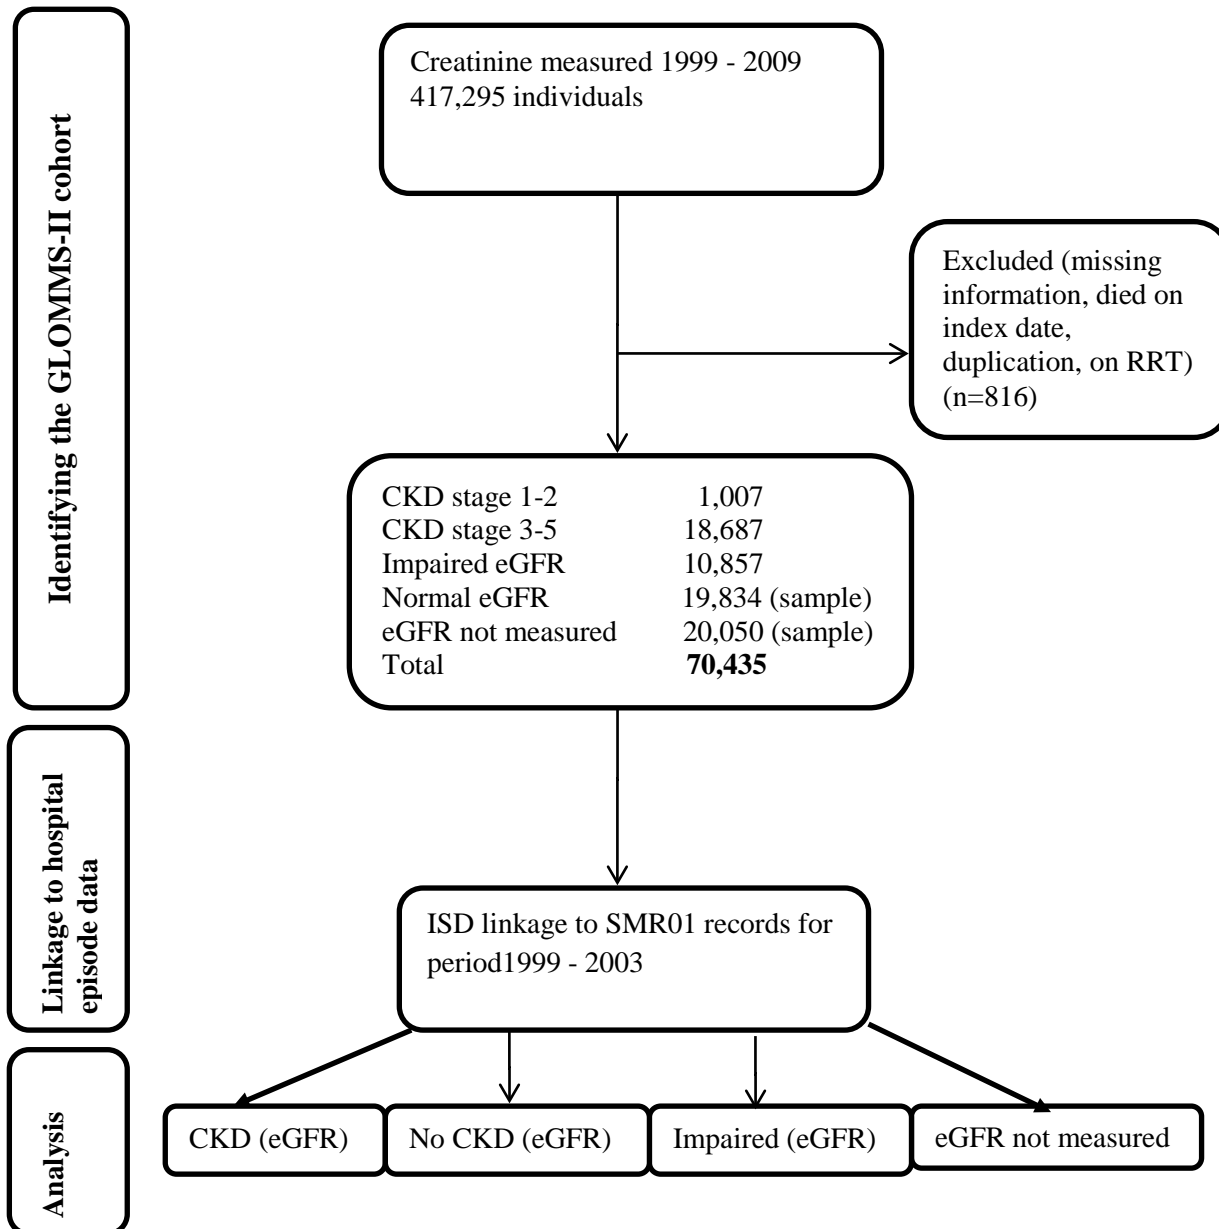 Identifying the GLOMMS-II cohort
Creatinine measured 1999 - 2009
417,295 individuals
Excluded (missing
information, died on
index date,
duplication, on RRT)
(n=816)
CKD stage 1-2 1,007
CKD stage 3-5 18,687
Impaired eGFR 10,857
Normal eGFR 19,834 (sample)
eGFR not measured 20,050 (sample)
Total 70,435
Linkage to hospital
episode data
ISD linkage to SMR01 records for
period1999 - 2003
Analysis
CKD (eGFR)
No CKD (eGFR)
Impaired (eGFR)
eGFR not measured